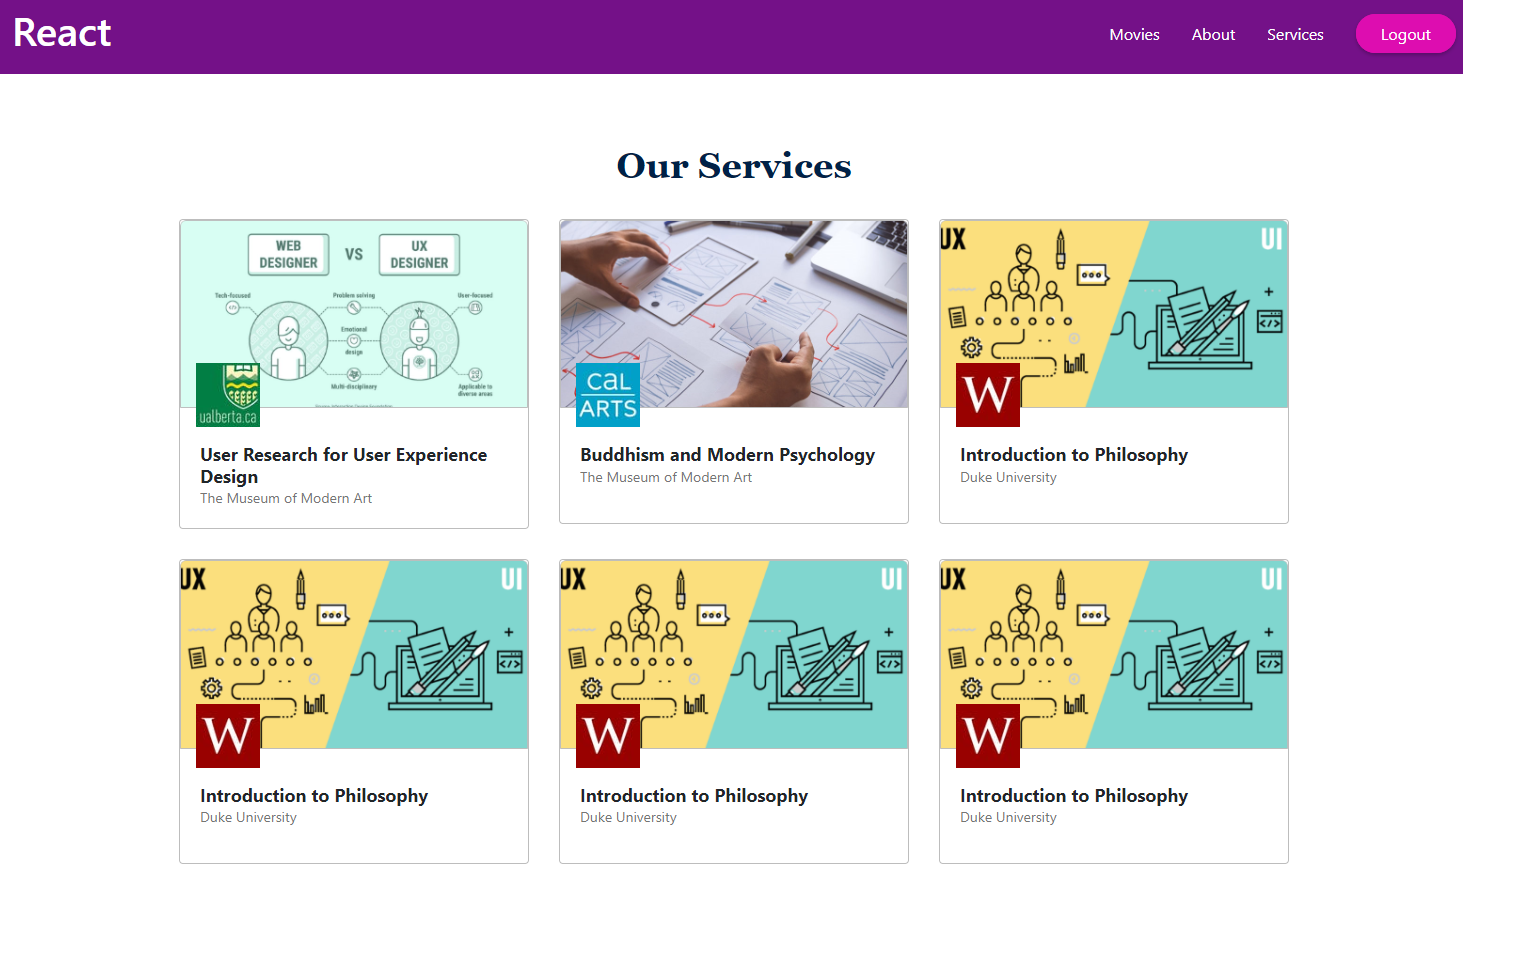 React
Movies
About
Services
Logout
Our Services
WEB
DESIGNER
VS
UX
DESIGNER
Tech-focused
Problem solving
User-focused
Emotional
design
Multi-disciplinary
Applicable to
diverse areas
ualberta.ca
CAL
ARTS
UX
UI
W
User Research for User Experience
Design
The Museum of Modern Art
Buddhism and Modern Psychology
The Museum of Modern Art
Introduction to Philosophy
Duke University
UX
UI
W
UX
UI
W
UX
UI
W
Introduction to Philosophy
Duke University
Introduction to Philosophy
Duke University
Introduction to Philosophy
Duke University